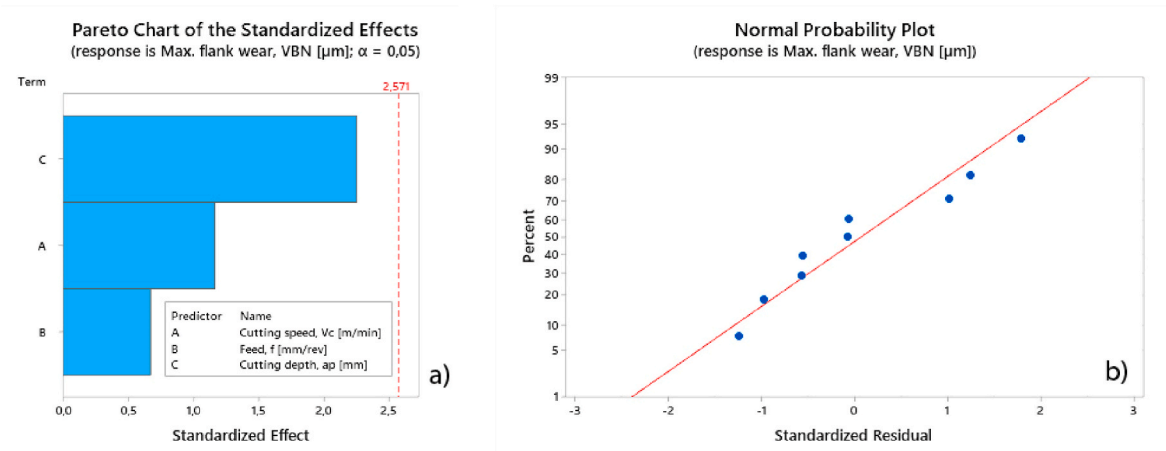 Pareto Chart of the Standardized Effects
(response is Max. flank wear, VBN [µm]; α = 0,05)
Term
2,571
C
A
B
Predictor Name
A Cutting speed, Vc [m/min]
B Feed, f [mm/rev]
C Cutting depth, ap [mm]
0,0 0,5 1,0 1,5 2,0 2,5
Standardized Effect
a)
Normal Probability Plot
(response is Max. flank wear, VBN [µm])
99
95
90
80
70
60
50
40
30
20
10
5
1
Percent
-3 -2 -1 0 1 2 3
Standardized Residual
b)